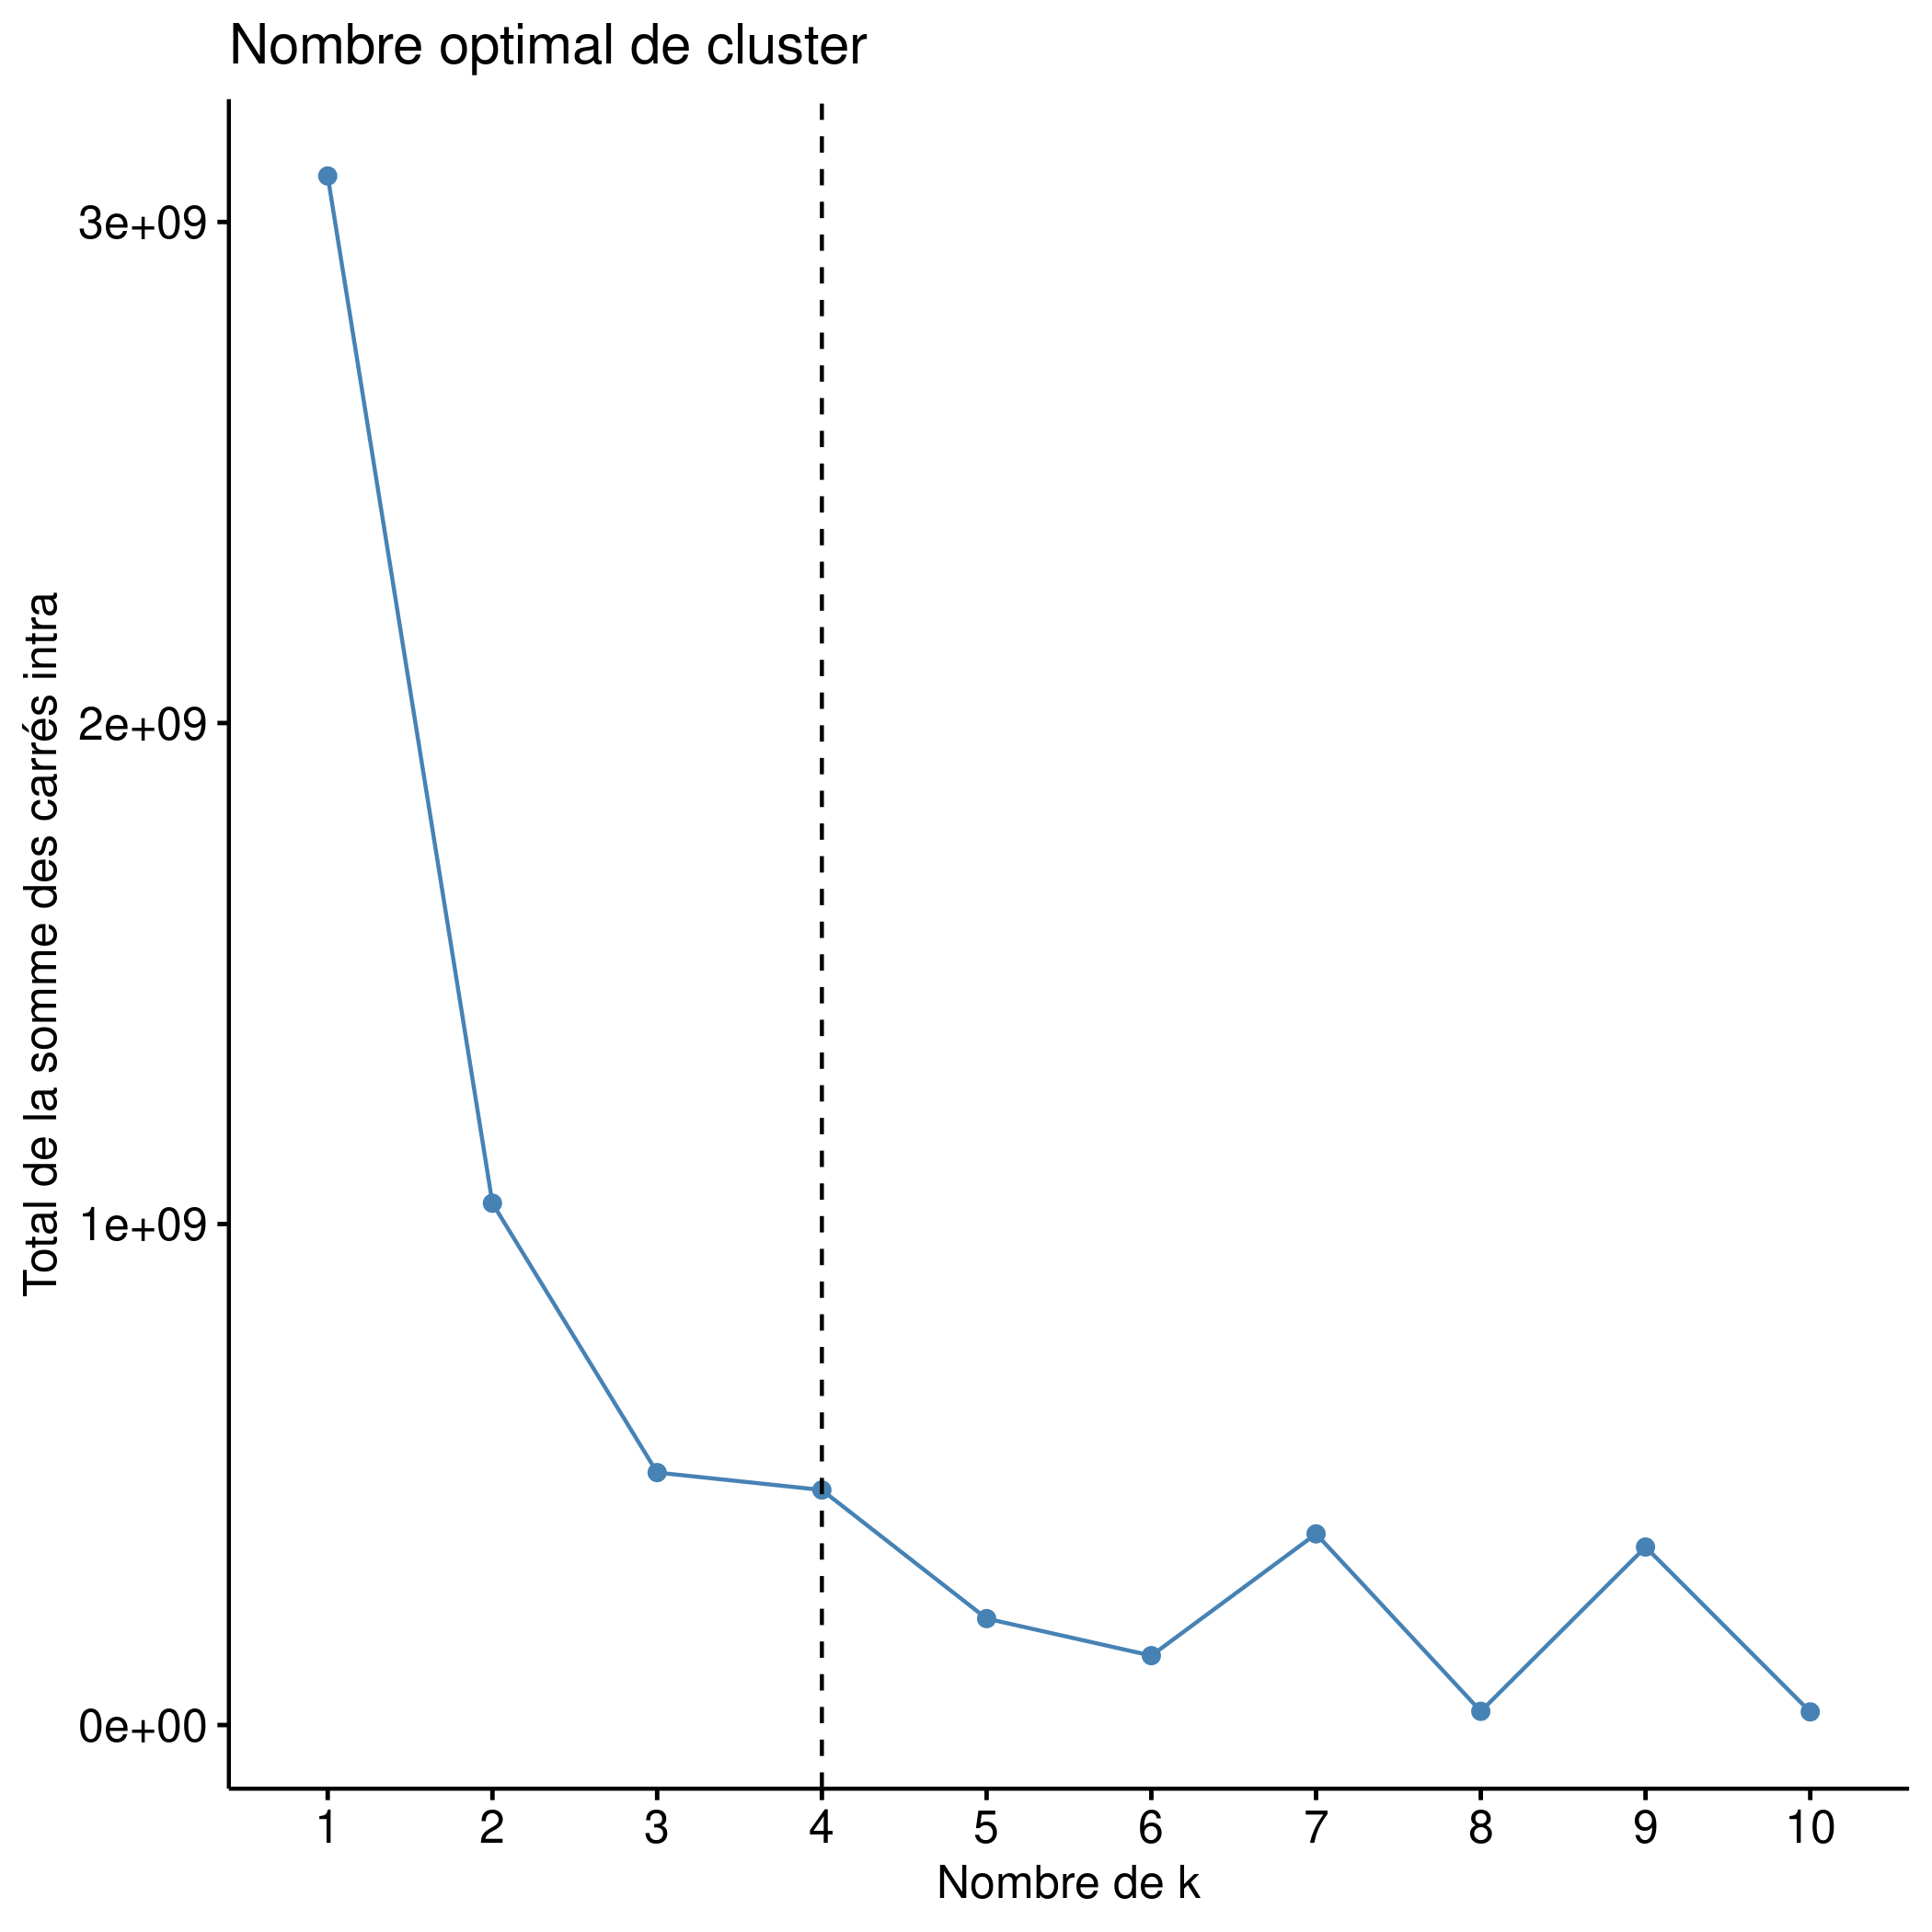 Nombre optimal de cluster
Total de la somme des carrés intra
3e+09
2e+09
1e+09
0e+00
1 2 3 4 5 6 7 8 9 10
Nombre de k